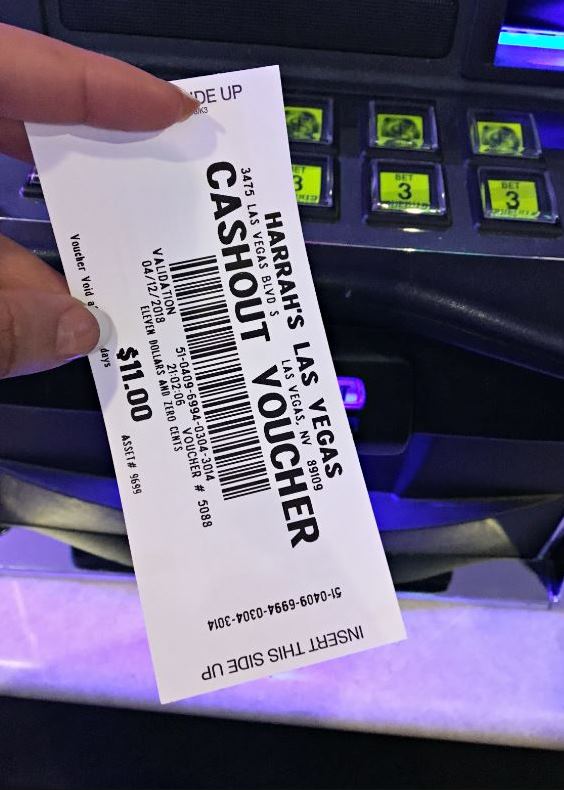 DE UP
HARRAH'S LAS VEGAS
3475 LAS VEGAS BLVD S LAS VEGAS, NV 89109
CASHOUT VOUCHER
VALIDATION 51-0409-6994-0304-3014
04/12/2018 21:02:06 VOUCHER # 5088
ELEVEN DOLLARS AND ZERO CENTS
$11.00
Voucher Void days ASSET# 9699
51-0409-6994-0304-3014
INSERT THIS SIDE UP
BET
3
BET
3
BET
3